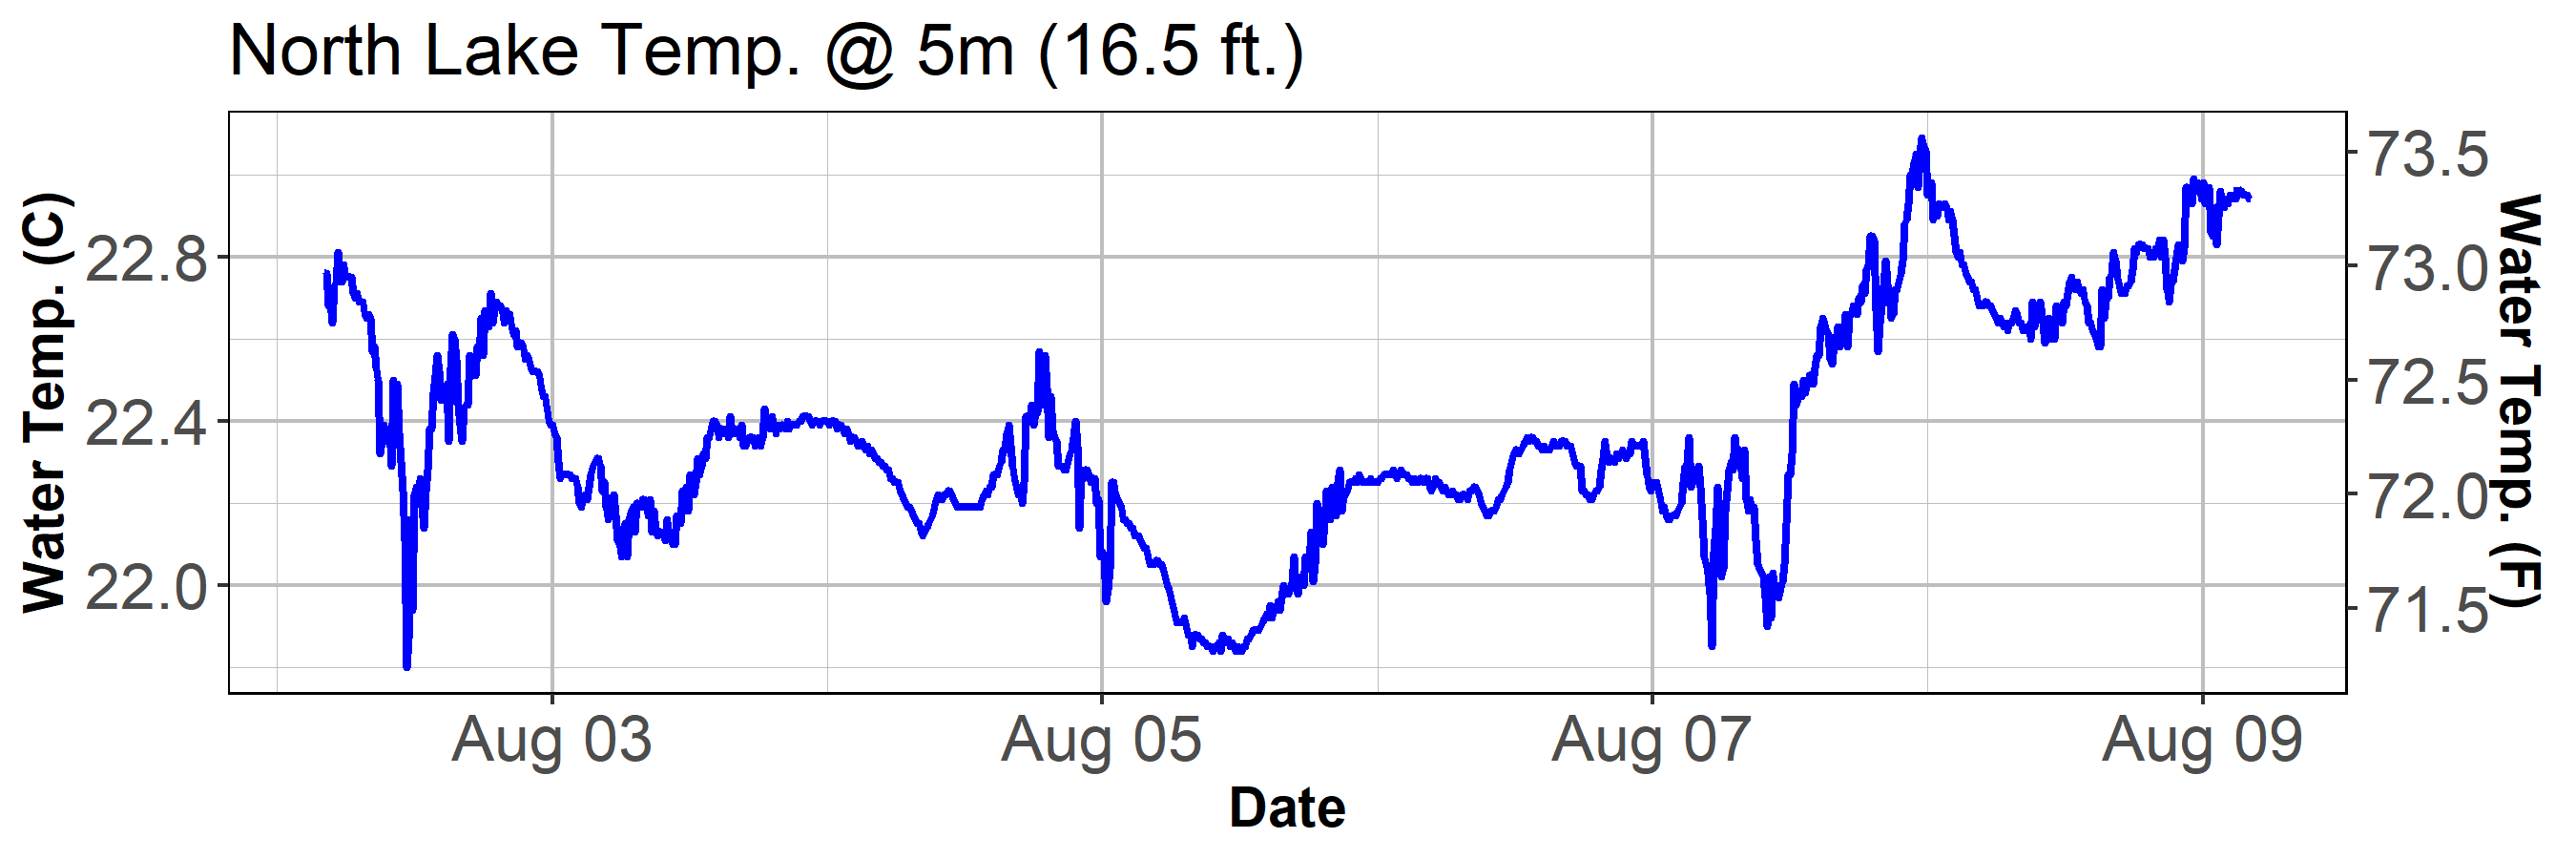 North Lake Temp. @ 5m (16.5 ft.)
Water Temp. (C)
22.8
22.4
22.0
73.5
73.0
72.5
72.0
71.5
Water Temp. (F)
Aug 03 Aug 05 Aug 07 Aug 09
Date